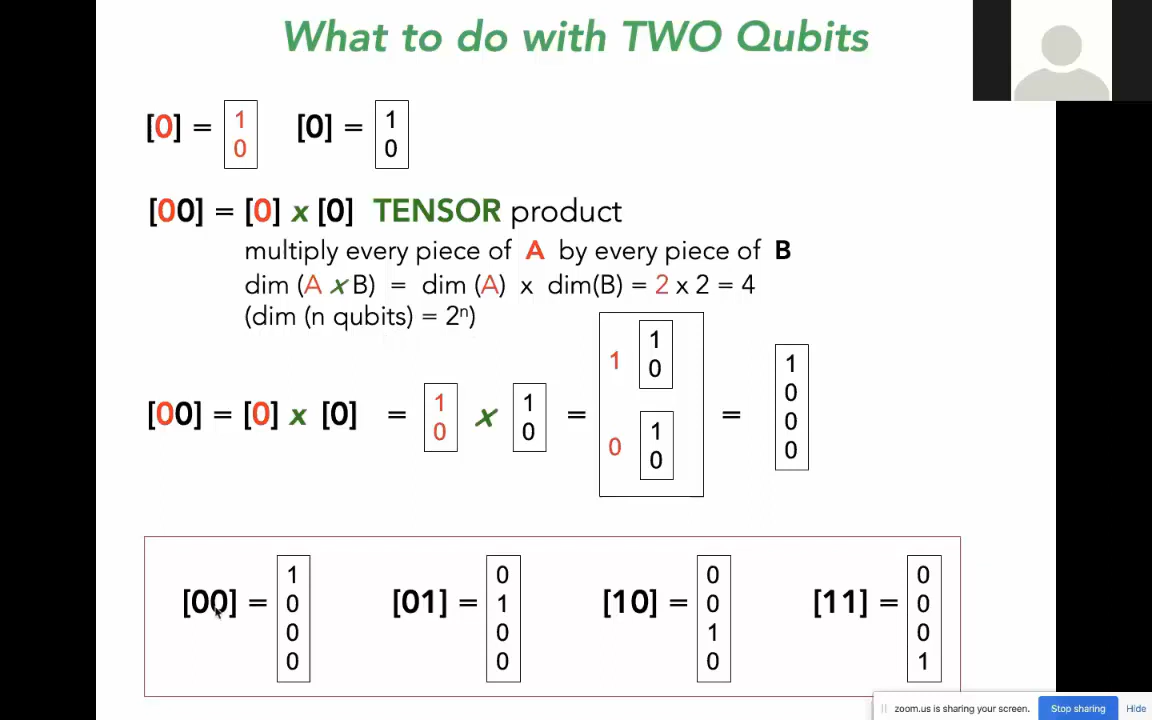 What to do with TWO Qubits
[0] = 1 0 [0] = 1 0
[00] = [0] x [0] TENSOR product
multiply every piece of A by every piece of B
dim (A x B) = dim (A) x dim(B) = 2 x 2 = 4
(dim (n qubits) = 2ⁿ)
[00] = [0] x [0] = 1 0 x 1 0 = 1 1 0 0 1 0 = 1 0 0 0
[00] = 1 0 0 0 [01] = 0 1 0 0 [10] = 0 0 1 0 [11] = 0 0 0 1
zoom.us is sharing your screen. Stop sharing Hide